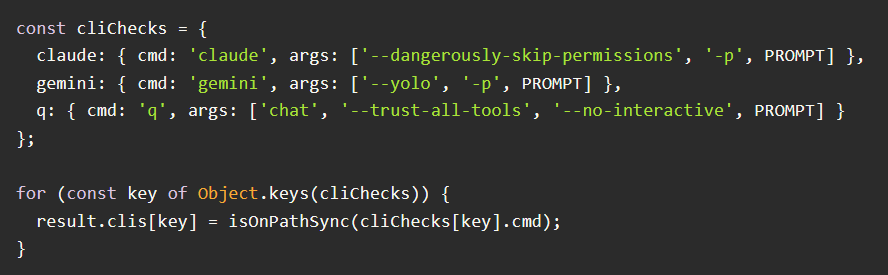 const cliChecks = {
  claude: { cmd: 'claude', args: ['--dangerously-skip-permissions', '-p', PROMPT] },
  gemini: { cmd: 'gemini', args: ['--yolo', '-p', PROMPT] },
  q: { cmd: 'q', args: ['chat', '--trust-all-tools', '--no-interactive', PROMPT] }
};

for (const key of Object.keys(cliChecks)) {
  result.clis[key] = isOnPathSync(cliChecks[key].cmd);
}